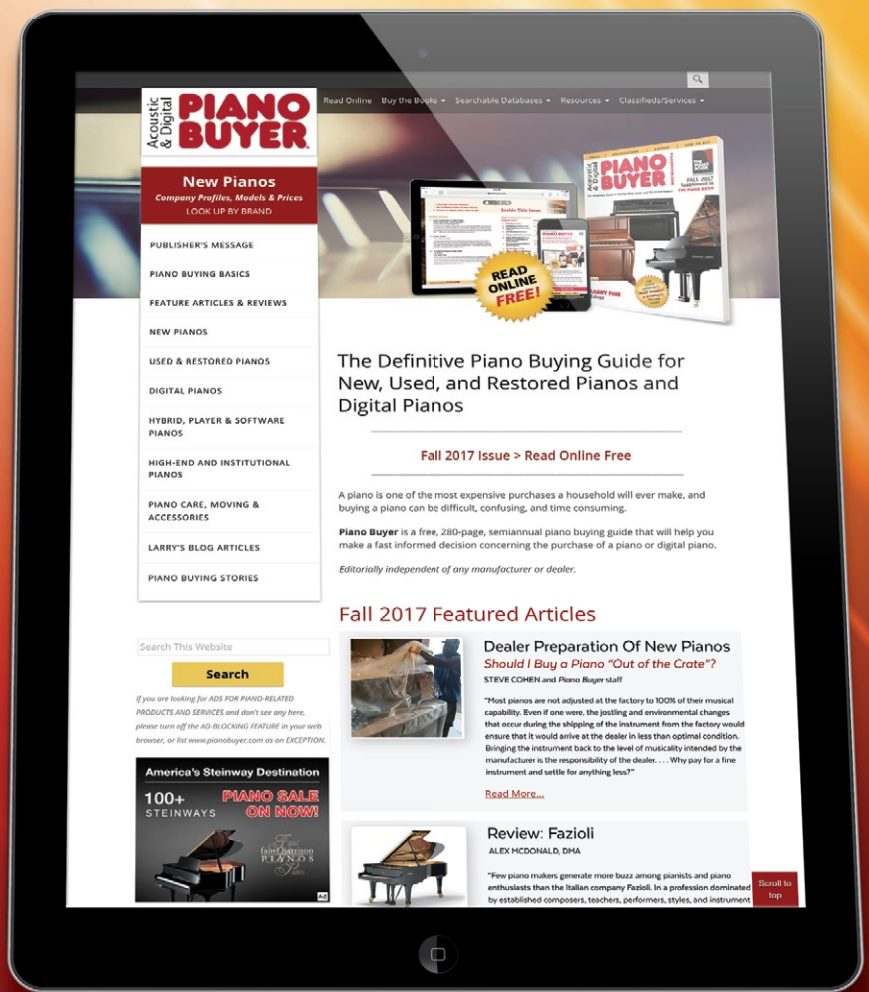 Acoustic & Digital
PIANO
BUYER
Read Online Buy the Books Searchable Databases Resources Classifieds/Services
New Pianos
Company Profiles, Models & Prices
LOOK UP BY BRAND
PUBLISHER'S MESSAGE
PIANO BUYING BASICS
FEATURE ARTICLES & REVIEWS
NEW PIANOS
USED & RESTORED PIANOS
DIGITAL PIANOS
HYBRID, PLAYER & SOFTWARE
PIANOS
HIGH-END AND INSTITUTIONAL
PIANOS
PIANO CARE, MOVING &
ACCESSORIES
LARRY'S BLOG ARTICLES
PIANO BUYING STORIES
Inside This Issue
READ
ONLINE
FREE!
Acoustic & Digital
PIANO
BUYER
FALL 2017
Supplement to
THE PIANO BOOK
LARRY FINE
The Definitive Piano Buying Guide for
New, Used, and Restored Pianos and
Digital Pianos
Fall 2017 Issue > Read Online Free
A piano is one of the most expensive purchases a household will ever make, and
buying a piano can be difficult, confusing, and time consuming.
Piano Buyer is a free, 280-page, semiannual piano buying guide that will help you
make a fast informed decision concerning the purchase of a piano or digital piano.
Editorially independent of any manufacturer or dealer.
Search This Website
Search
If you are looking for ADS FOR PIANO-RELATED
PRODUCTS AND SERVICES and don't see any here,
please turn off the AD-BLOCKING FEATURE in your web
browser, or list www.pianobuyer.com as an EXCEPTION.
America's Steinway Destination
100+
STEINWAYS
PIANO SALE
ON NOW!
faust harrison
PIANOS
Ad
Fall 2017 Featured Articles
Dealer Preparation Of New Pianos
Should I Buy a Piano "Out of the Crate"?
STEVE COHEN and Piano Buyer staff
"Most pianos are not adjusted at the factory to 100% of their musical
capability. Even if one were, the jostling and environmental changes
that occur during the shipping of the instrument from the factory would
ensure that it would arrive at the dealer in less than optimal condition.
Bringing the instrument back to the level of musicality intended by the
manufacturer is the responsibility of the dealer. . . . Why pay for a fine
instrument and settle for anything less?"
Read More...
Review: Fazioli
ALEX MCDONALD, DMA
"Few piano makers generate more buzz among pianists and piano
enthusiasts than the Italian company Fazioli. In a profession dominated
by established composers, teachers, performers, styles, and instrument
Scroll to
top